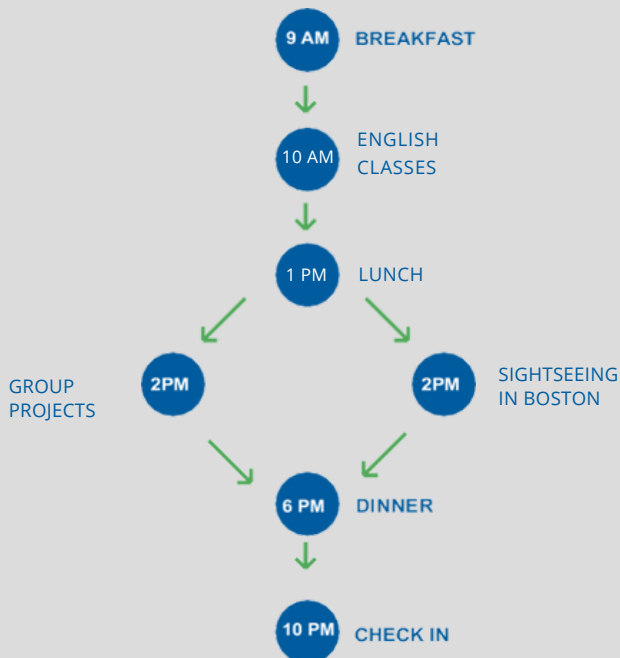 9 AM BREAKFAST
10 AM ENGLISH
CLASSES
1 PM LUNCH
GROUP
PROJECTS
2PM
2PM
SIGHTSEEING
IN BOSTON
6 PM DINNER
10 PM CHECK IN